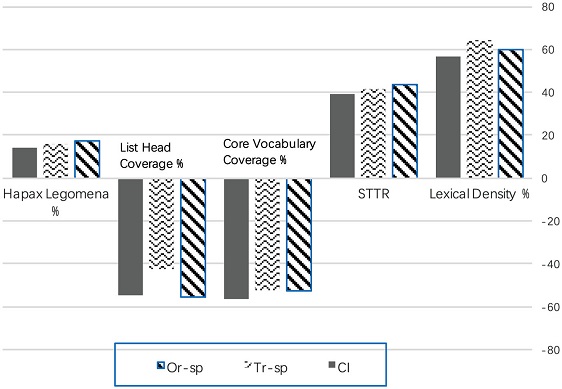 80
60
40
20
0
-20
-40
-60
-80
List Head
Coverage %
Core Vocabulary
Coverage %
Hapax Legomena
%
STTR
Lexical Density %
Or-sp
Tr-sp
CI